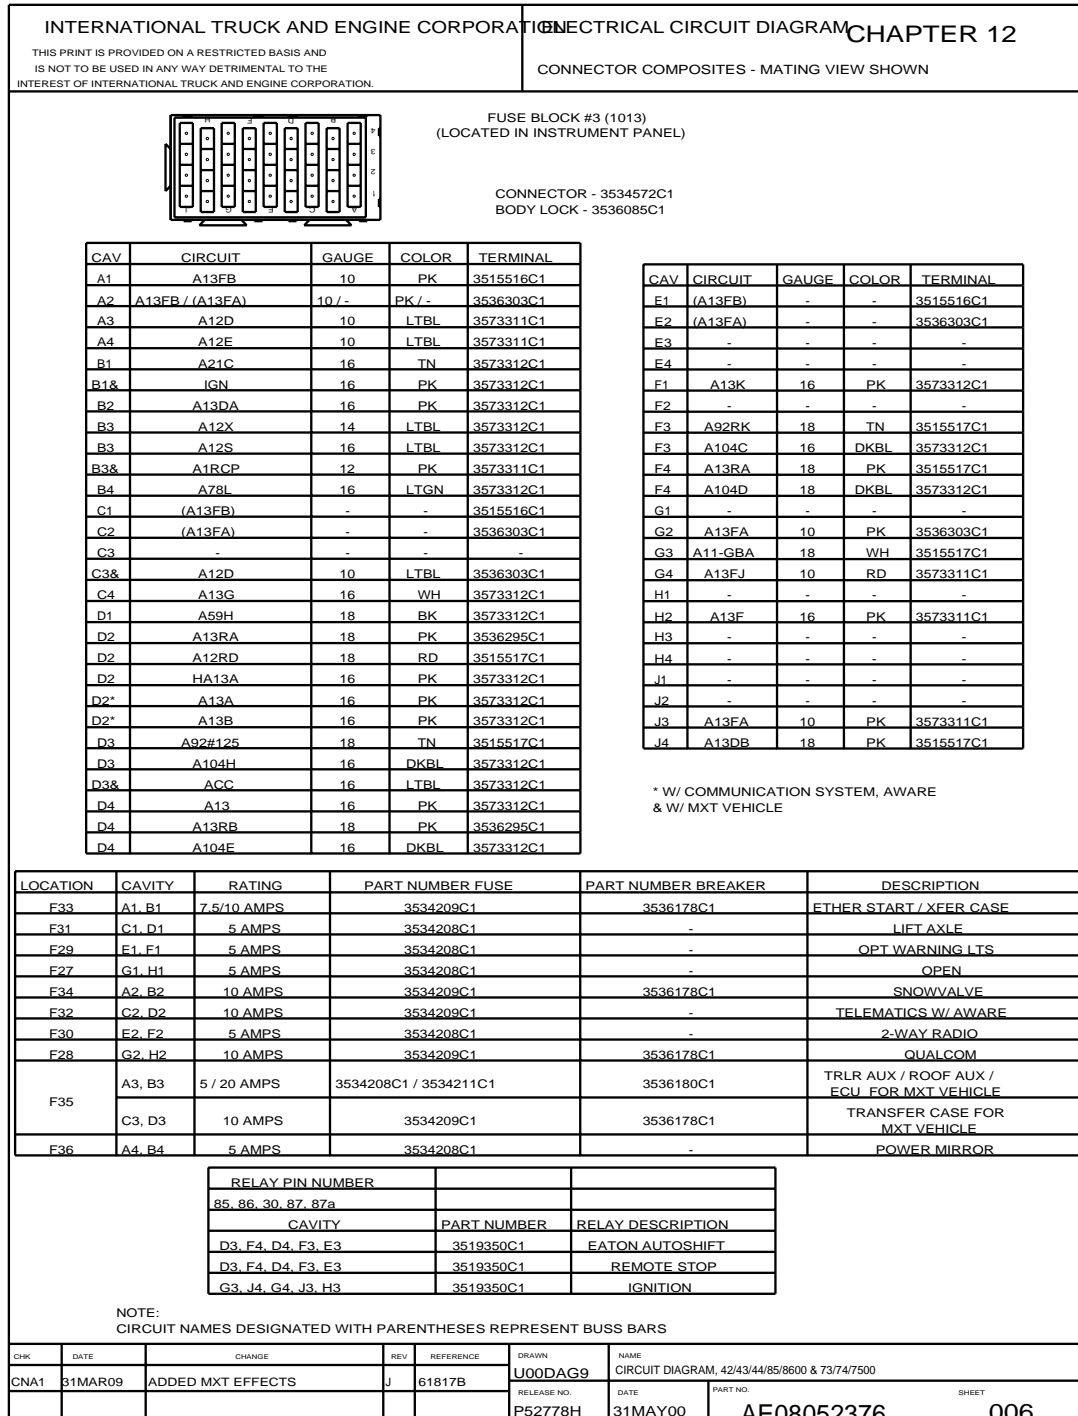 INTERNATIONAL TRUCK AND ENGINE CORPORATION
THIS PRINT IS PROVIDED ON A RESTRICTED BASIS AND
IS NOT TO BE USED IN ANY WAY DETRIMENTAL TO THE
INTEREST OF INTERNATIONAL TRUCK AND ENGINE CORPORATION.
ELECTRICAL CIRCUIT DIAGRAM
CHAPTER 12
CONNECTOR COMPOSITES - MATING VIEW SHOWN
H F D B
4
3
2
1
J G E C A
FUSE BLOCK #3 (1013)
(LOCATED IN INSTRUMENT PANEL)
CONNECTOR - 3534572C1
BODY LOCK - 3536085C1
CAV CIRCUIT GAUGE COLOR TERMINAL
A1 A13FB 10 PK 3515516C1
A2 A13FB / (A13FA) 10 / - PK / - 3536303C1
A3 A12D 10 LTBL 3573311C1
A4 A12E 10 LTBL 3573311C1
B1 A21C 16 TN 3573312C1
B1& IGN 16 PK 3573312C1
B2 A13DA 16 PK 3573312C1
B3 A12X 14 LTBL 3573312C1
B3 A12S 16 LTBL 3573312C1
B3& A1RCP 12 PK 3573311C1
B4 A78L 16 LTGN 3573312C1
C1 (A13FB) - - 3515516C1
C2 (A13FA) - - 3536303C1
C3 - - - -
C3& A12D 10 LTBL 3536303C1
C4 A13G 16 WH 3573312C1
D1 A59H 18 BK 3573312C1
D2 A13RA 18 PK 3536295C1
D2 A12RD 18 RD 3515517C1
D2 HA13A 16 PK 3573312C1
D2* A13A 16 PK 3573312C1
D2* A13B 16 PK 3573312C1
D3 A92#125 18 TN 3515517C1
D3 A104H 16 DKBL 3573312C1
D3& ACC 16 LTBL 3573312C1
D4 A13 16 PK 3573312C1
D4 A13RB 18 PK 3536295C1
D4 A104E 16 DKBL 3573312C1
CAV CIRCUIT GAUGE COLOR TERMINAL
E1 (A13FB) - - 3515516C1
E2 (A13FA) - - 3536303C1
E3 - - - -
E4 - - - -
F1 A13K 16 PK 3573312C1
F2 - - - -
F3 A92RK 18 TN 3515517C1
F3 A104C 16 DKBL 3573312C1
F4 A13RA 18 PK 3515517C1
F4 A104D 18 DKBL 3573312C1
G1 - - - -
G2 A13FA 10 PK 3536303C1
G3 A11-GBA 18 WH 3515517C1
G4 A13FJ 10 RD 3573311C1
H1 - - - -
H2 A13F 16 PK 3573311C1
H3 - - - -
H4 - - - -
J1 - - - -
J2 - - - -
J3 A13FA 10 PK 3573311C1
J4 A13DB 18 PK 3515517C1
* W/ COMMUNICATION SYSTEM, AWARE
& W/ MXT VEHICLE
LOCATION CAVITY RATING PART NUMBER FUSE PART NUMBER BREAKER DESCRIPTION
F33 A1, B1 7.5/10 AMPS 3534209C1 3536178C1 ETHER START / XFER CASE
F31 C1, D1 5 AMPS 3534208C1 - LIFT AXLE
F29 E1, F1 5 AMPS 3534208C1 - OPT WARNING LTS
F27 G1, H1 5 AMPS 3534208C1 - OPEN
F34 A2, B2 10 AMPS 3534209C1 3536178C1 SNOWVALVE
F32 C2, D2 10 AMPS 3534209C1 - TELEMATICS W/ AWARE
F30 E2, F2 5 AMPS 3534208C1 - 2-WAY RADIO
F28 G2, H2 10 AMPS 3534209C1 3536178C1 QUALCOM
F35 A3, B3 5 / 20 AMPS 3534208C1 / 3534211C1 3536180C1 TRLR AUX / ROOF AUX /
ECU FOR MXT VEHICLE
C3, D3 10 AMPS 3534209C1 3536178C1 TRANSFER CASE FOR
MXT VEHICLE
F36 A4, B4 5 AMPS 3534208C1 - POWER MIRROR
RELAY PIN NUMBER
85, 86, 30, 87, 87a
CAVITY PART NUMBER RELAY DESCRIPTION
D3, F4, D4, F3, E3 3519350C1 EATON AUTOSHIFT
D3, F4, D4, F3, E3 3519350C1 REMOTE STOP
G3, J4, G4, J3, H3 3519350C1 IGNITION
NOTE:
CIRCUIT NAMES DESIGNATED WITH PARENTHESES REPRESENT BUSS BARS
CHK DATE CHANGE REV REFERENCE DRAWN NAME
CNA1 31MAR09 ADDED MXT EFFECTS J 61817B U00DAG9 CIRCUIT DIAGRAM, 42/43/44/85/8600 & 73/74/7500
RELEASE NO. DATE PART NO. SHEET
P52778H 31MAY00 AE08052376 006